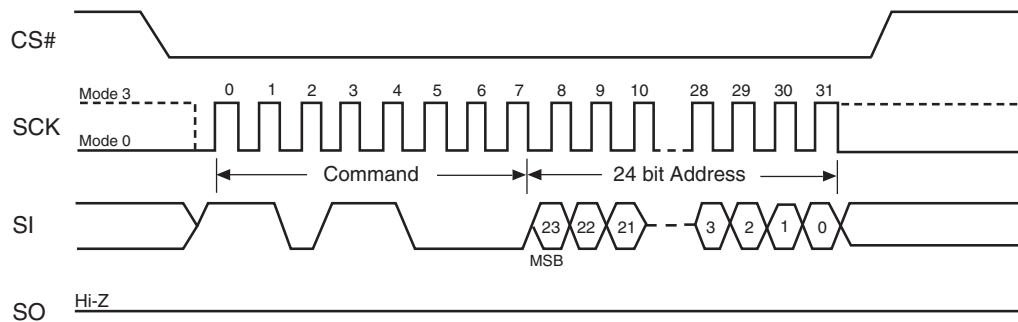 CS#
Mode 3
0 1 2 3 4 5 6 7 8 9 10 28 29 30 31
SCK
Mode 0
Command 24 bit Address
SI
23 22 21 3 2 1 0
MSB
Hi-Z
SO